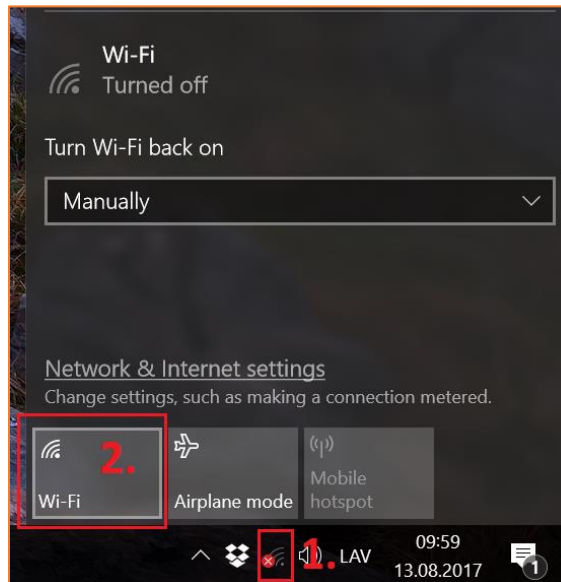 Wi-Fi
Turned off
Turn Wi-Fi back on
Manually
Network & Internet settings
Change settings, such as making a connection metered.
2.
Wi-Fi
Airplane mode
Mobile
hotspot
1.
LAV
09:59
13.08.2017
1